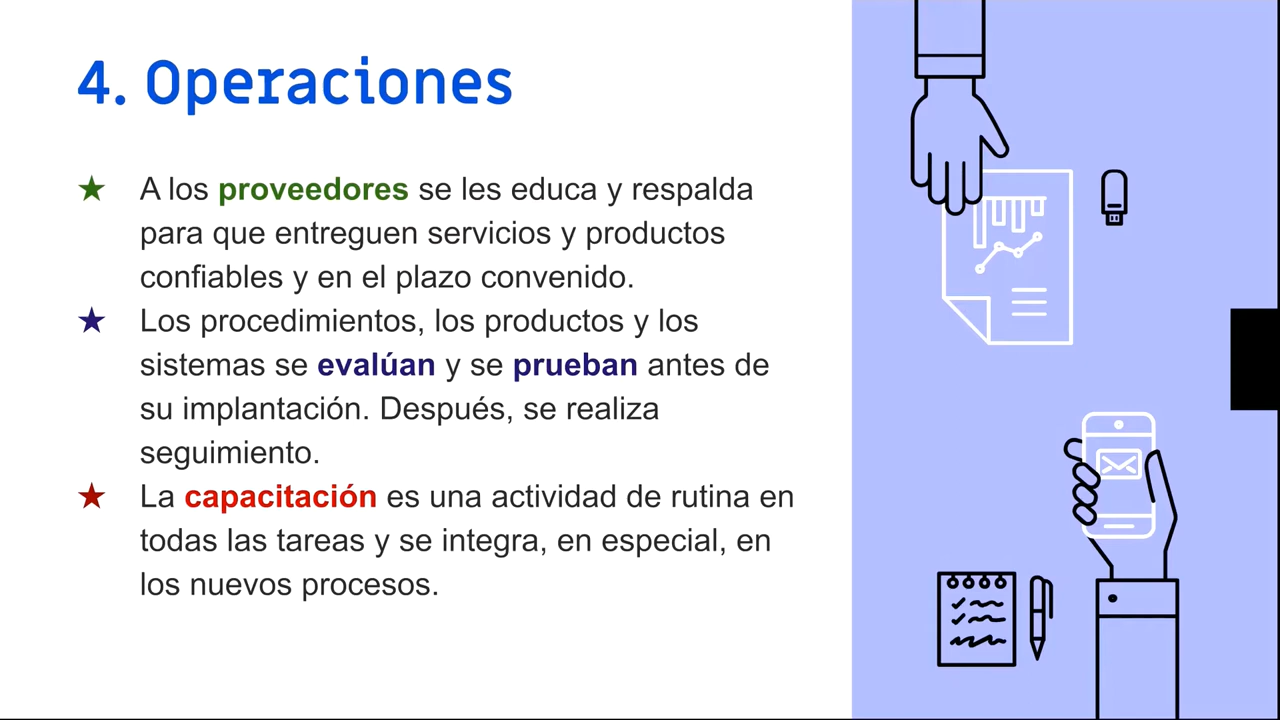 4. Operaciones
★ A los proveedores se les educa y respalda
para que entreguen servicios y productos
confiables y en el plazo convenido.
★ Los procedimientos, los productos y los
sistemas se evalúan y se prueban antes de
su implantación. Después, se realiza
seguimiento.
★ La capacitación es una actividad de rutina en
todas las tareas y se integra, en especial, en
los nuevos procesos.